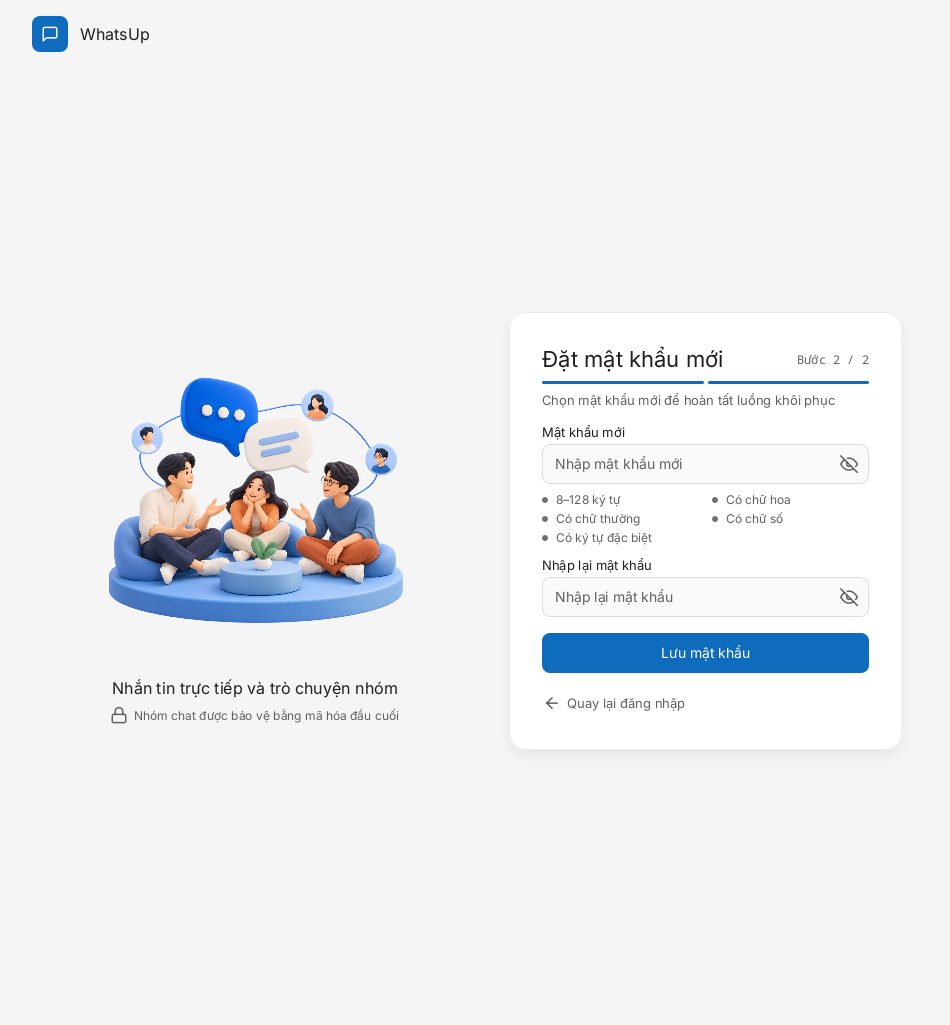 WhatsUp
Nhắn tin trực tiếp và trò chuyện nhóm
Nhóm chat được bảo vệ bằng mã hóa đầu cuối
Đặt mật khẩu mới
Bước 2 / 2
Chọn mật khẩu mới để hoàn tất luồng khôi phục
Mật khẩu mới
Nhập mật khẩu mới
8–128 ký tự
Có chữ hoa
Có chữ thường
Có chữ số
Có ký tự đặc biệt
Nhập lại mật khẩu
Nhập lại mật khẩu
Lưu mật khẩu
Quay lại đăng nhập